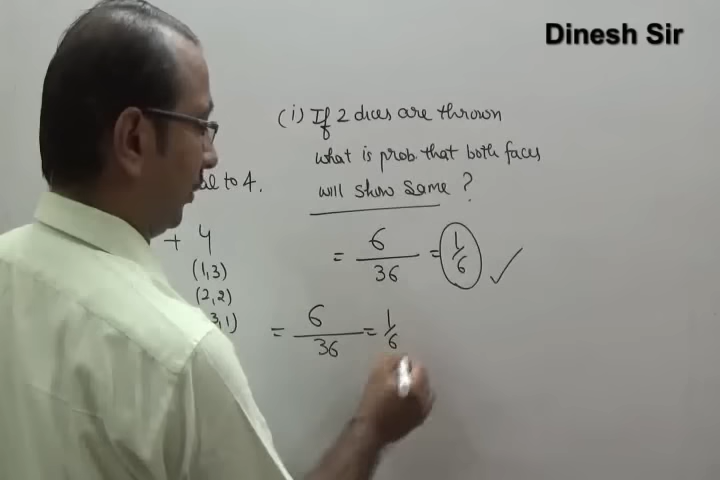 Dinesh Sir
(i) If 2 dices are thrown
what is prob. that both faces
will show same ?
to 4.
= 6/36 = 1/6 ✓
+ 4
(1,3)
(2,2)
3,1)
= 6/36 = 1/6